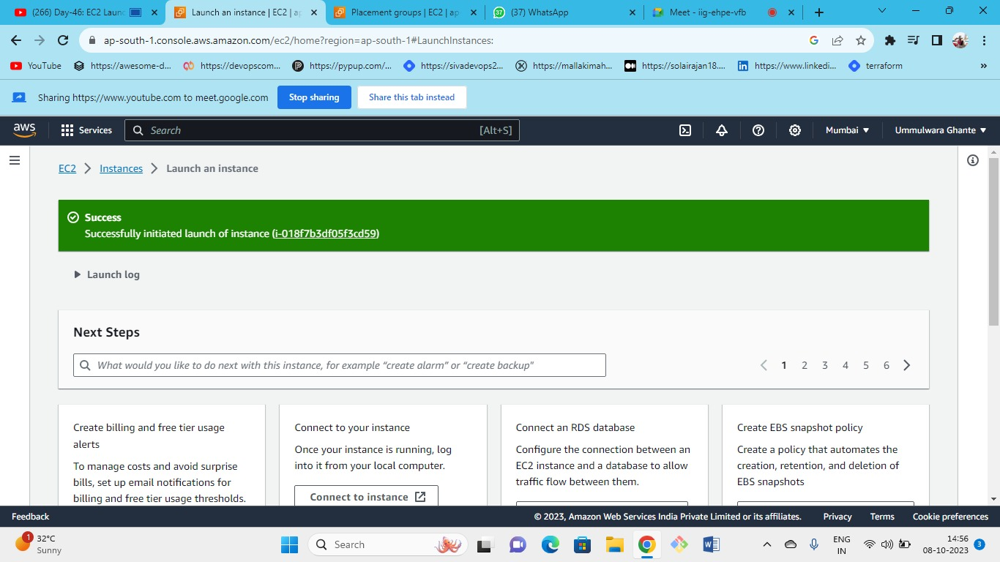 (266) Day-46: EC2 Launc
Launch an instance | EC2 | ap
Placement groups | EC2 | ap
37
(37) WhatsApp
Meet - iig-ehpe-vfb
ap-south-1.console.aws.amazon.com/ec2/home?region=ap-south-1#LaunchInstances:
YouTube
https://awesome-d...
https://devopscom...
https://pypup.com/...
https://sivadevops2...
https://mallakimah...
https://solairajan18....
https://www.linkedi...
terraform
»
Sharing https://www.youtube.com to meet.google.com
Stop sharing
Share this tab instead
aws
Services
Search
[Alt+S]
Mumbai
Ummulwara Ghante
EC2
Instances
Launch an instance
Success
Successfully initiated launch of instance (i-018f7b3df05f3cd59)
Launch log
Next Steps
What would you like to do next with this instance, for example “create alarm” or “create backup”
1 2 3 4 5 6
Create billing and free tier usage
alerts
To manage costs and avoid surprise
bills, set up email notifications for
billing and free tier usage thresholds.
Connect to your instance
Once your instance is running, log
into it from your local computer.
Connect to instance
Connect an RDS database
Configure the connection between an
EC2 instance and a database to allow
traffic flow between them.
Create EBS snapshot policy
Create a policy that automates the
creation, retention, and deletion of
EBS snapshots
Feedback
© 2023, Amazon Web Services India Private Limited or its affiliates.
Privacy
Terms
Cookie preferences
1
32°C
Sunny
Search
ENG
IN
14:56
08-10-2023
3